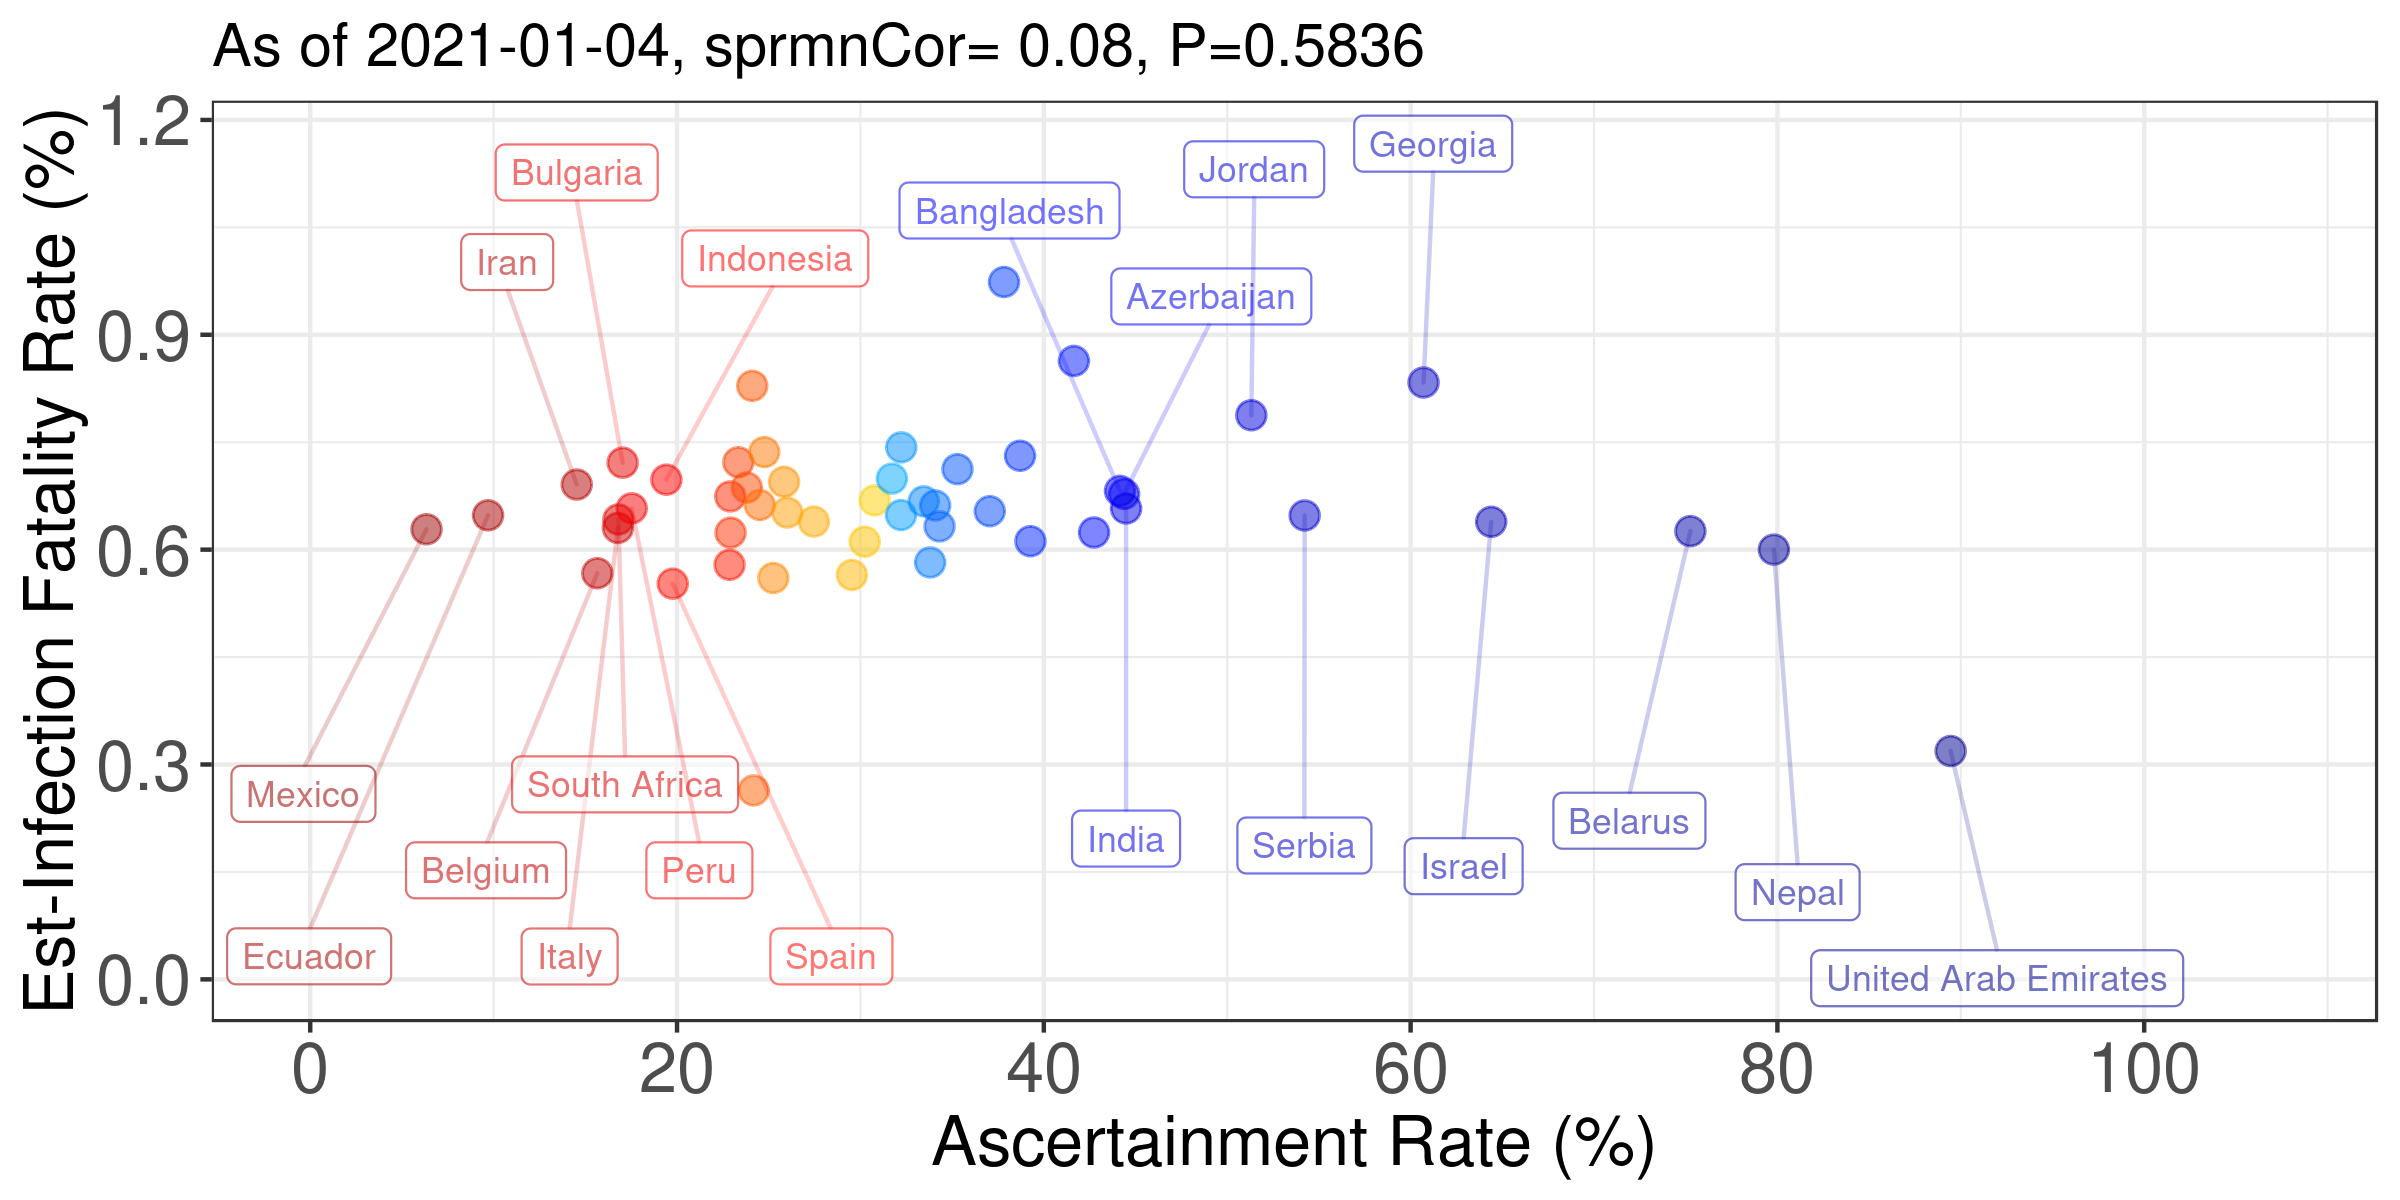 As of 2021-01-04, sprmnCor= 0.08, P=0.5836
Est-Infection Fatality Rate (%)
1.2
0.9
0.6
0.3
0.0
Georgia
Jordan
Bulgaria
Bangladesh
Iran
Indonesia
Azerbaijan
Mexico
South Africa
Belarus
India
Serbia
Israel
Belgium
Peru
Nepal
Ecuador
Italy
Spain
United Arab Emirates
0 20 40 60 80 100
Ascertainment Rate (%)